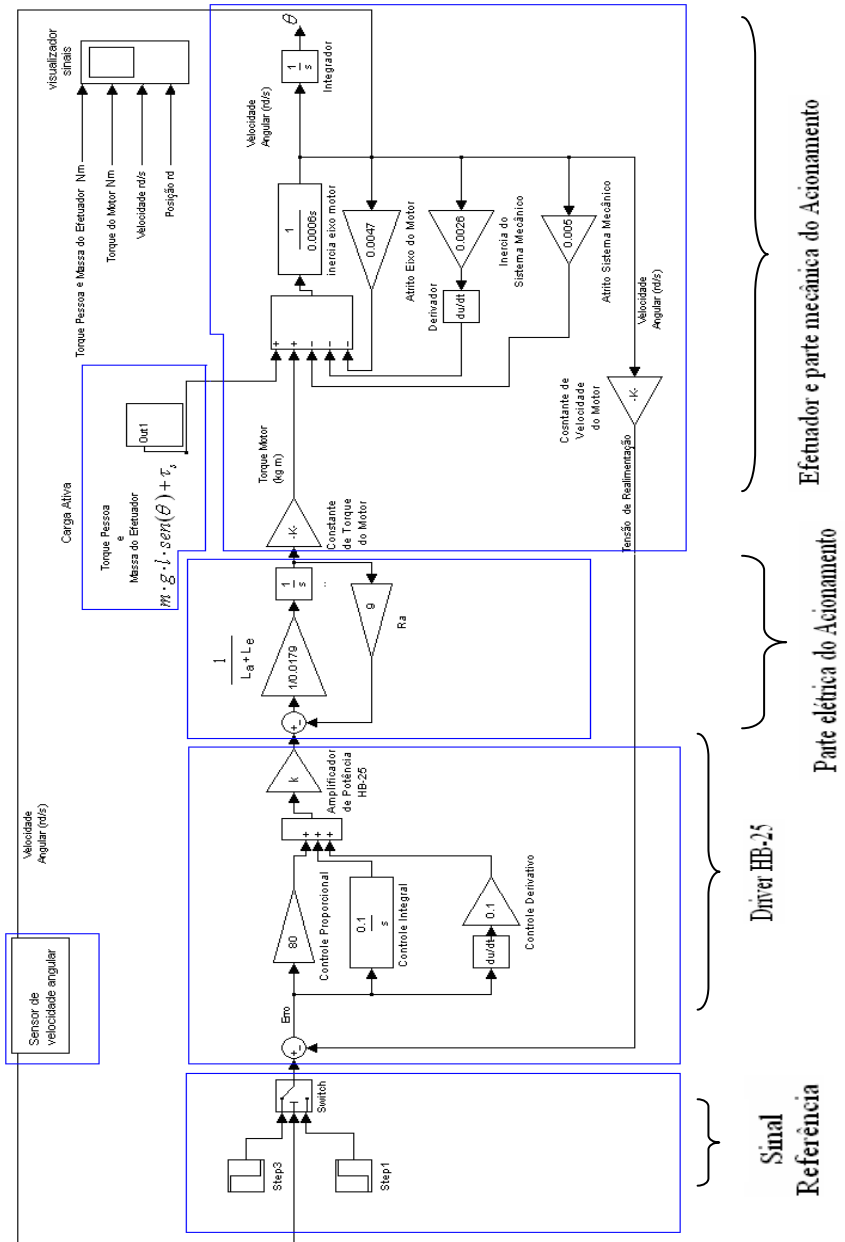 Sensor de
velocidade angular
Velocidade
Angular (rd/s)
visualizador
sinais
Torque Pessoa e Massa do Efetuador Nm
Torque do Motor Nm
Velocidade rd/s
Posição rd
Carga Ativa
Torque Pessoa
e
Massa do Efetuador
m·g·l·sen(θ)+τs
Out1
Step3
Step1
Switch
+
-
Erro
80
Controle Proporcional
0.1
s
Controle Integral
du/dt
0.1
Controle Derivativo
+
+
+
k
Amplificador
de Potência
HB-25
+
-
1
La+Le
1/0.0179
1
s
..
9
Ra
-K-
Constante
de Torque
do Motor
Torque Motor
(kg m)
+
+
-
-
-
1
0.0006s
inercia eixo motor
0.0047
Atrito Eixo do Motor
0.0026
Inercia do
Sistema Mecânico
Derivador
du/dt
0.005
Atrito Sistema Mecânico
Velocidade
Angular (rd/s)
1
s
Integrador
θ
Velocidade
Angular (rd/s)
-K-
Cosntante de
Velocidade
do Motor
Tensão de Realimentação
Sinal
Referência
Driver HB-25
Parte elétrica do Acionamento
Efetuador e parte mecânica do Acionamento